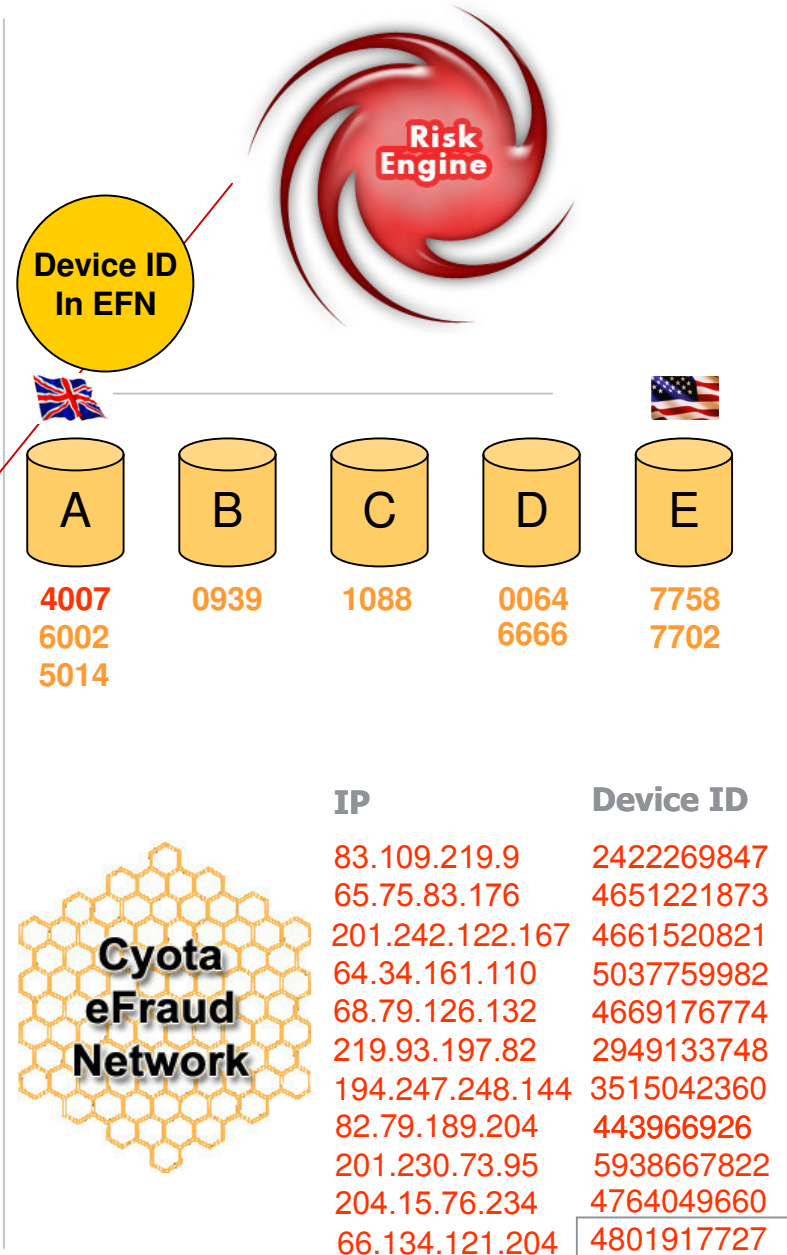 Risk
Engine
Device ID
In EFN
A B C D E
4007 0939 1088 0064 7758
6002 6666 7702
5014
IP Device ID
83.109.219.9 2422269847
65.75.83.176 4651221873
201.242.122.167 4661520821
64.34.161.110 5037759982
68.79.126.132 4669176774
219.93.197.82 2949133748
194.247.248.144 3515042360
82.79.189.204 443966926
201.230.73.95 5938667822
204.15.76.234 4764049660
66.134.121.204 4801917727
Cyota
eFraud
Network